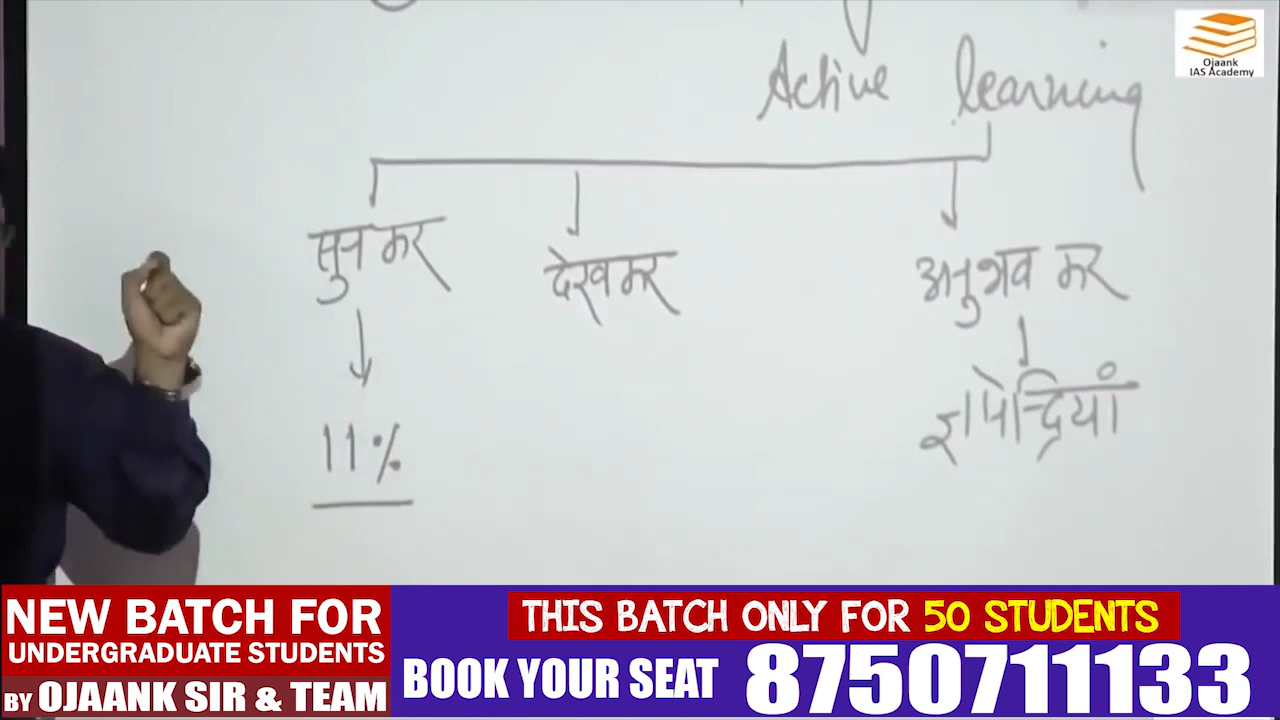 Ojaank
IAS Academy
Active learning
सुनकर
देखकर
अनुभव कर
11%
ज्ञानेन्द्रियां
NEW BATCH FOR
UNDERGRADUATE STUDENTS
BY OJAANK SIR & TEAM
THIS BATCH ONLY FOR 50 STUDENTS
BOOK YOUR SEAT 8750711133